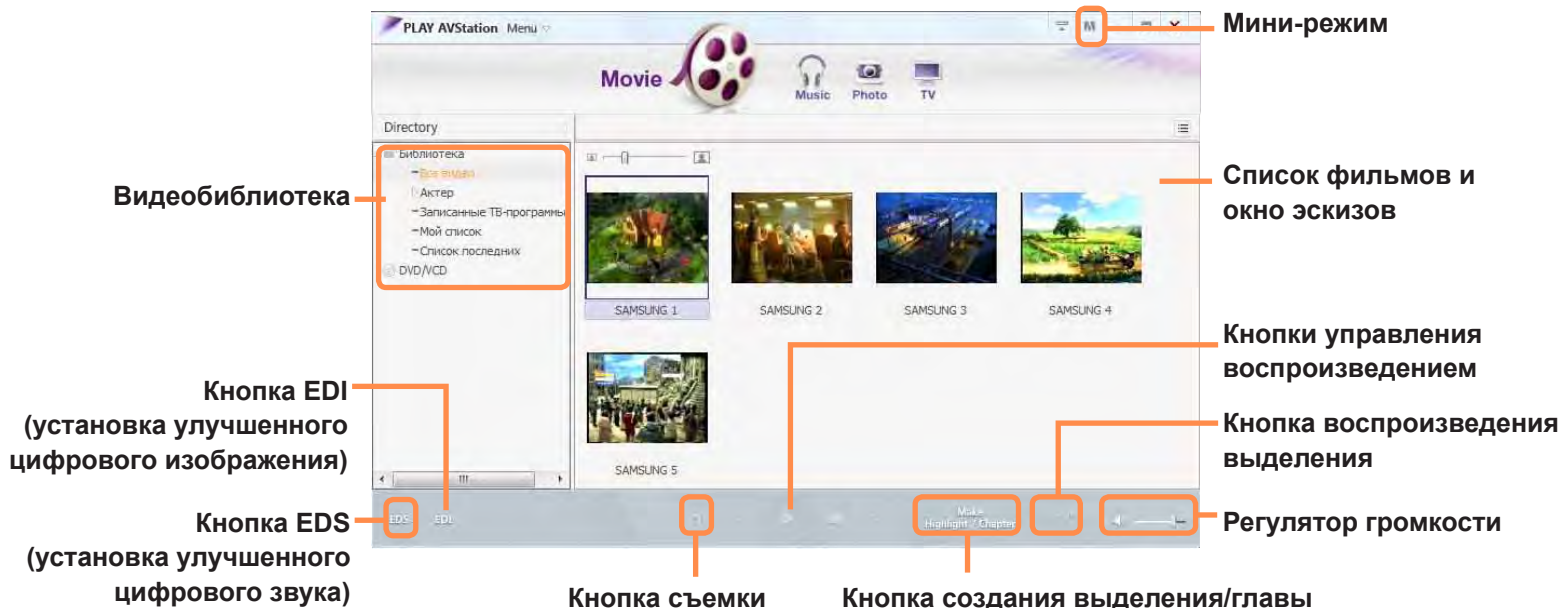 PLAY AVStation Menu
M
Мини-режим
Movie
Music
Photo
TV
Directory
Библиотека
Все видео
Актер
Записанные ТВ-программы
Мой список
Список последних
DVD/VCD
Видеобиблиотека
SAMSUNG 1
SAMSUNG 2
SAMSUNG 3
SAMSUNG 4
SAMSUNG 5
Список фильмов и
окно эскизов
Кнопки управления
воспроизведением
Кнопка воспроизведения
выделения
Регулятор громкости
Кнопка EDI
(установка улучшенного
цифрового изображения)
EDS
EDI
Make
Highlight / Chapter
Кнопка EDS
(установка улучшенного
цифрового звука)
Кнопка съемки
Кнопка создания выделения/главы